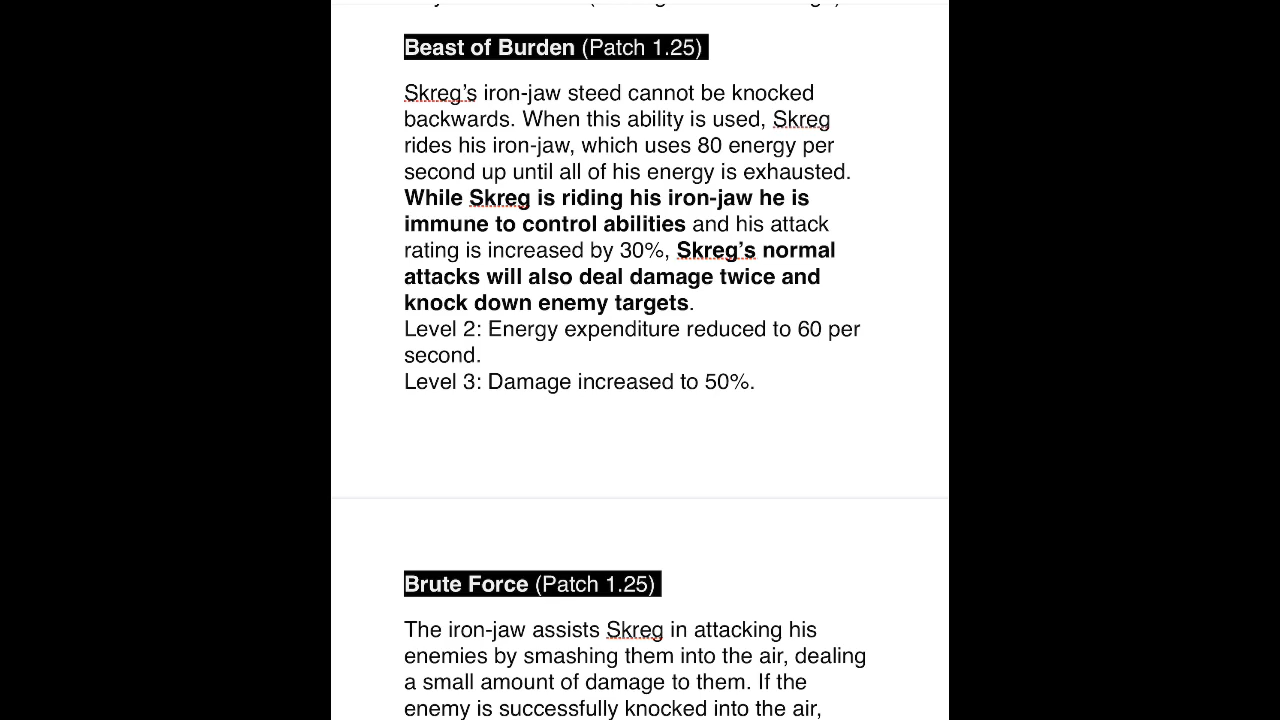 Beast of Burden (Patch 1.25)
Skreg’s iron-jaw steed cannot be knocked
backwards. When this ability is used, Skreg
rides his iron-jaw, which uses 80 energy per
second up until all of his energy is exhausted.
While Skreg is riding his iron-jaw he is
immune to control abilities and his attack
rating is increased by 30%, Skreg’s normal
attacks will also deal damage twice and
knock down enemy targets.
Level 2: Energy expenditure reduced to 60 per
second.
Level 3: Damage increased to 50%.
Brute Force (Patch 1.25)
The iron-jaw assists Skreg in attacking his
enemies by smashing them into the air, dealing
a small amount of damage to them. If the
enemy is successfully knocked into the air,